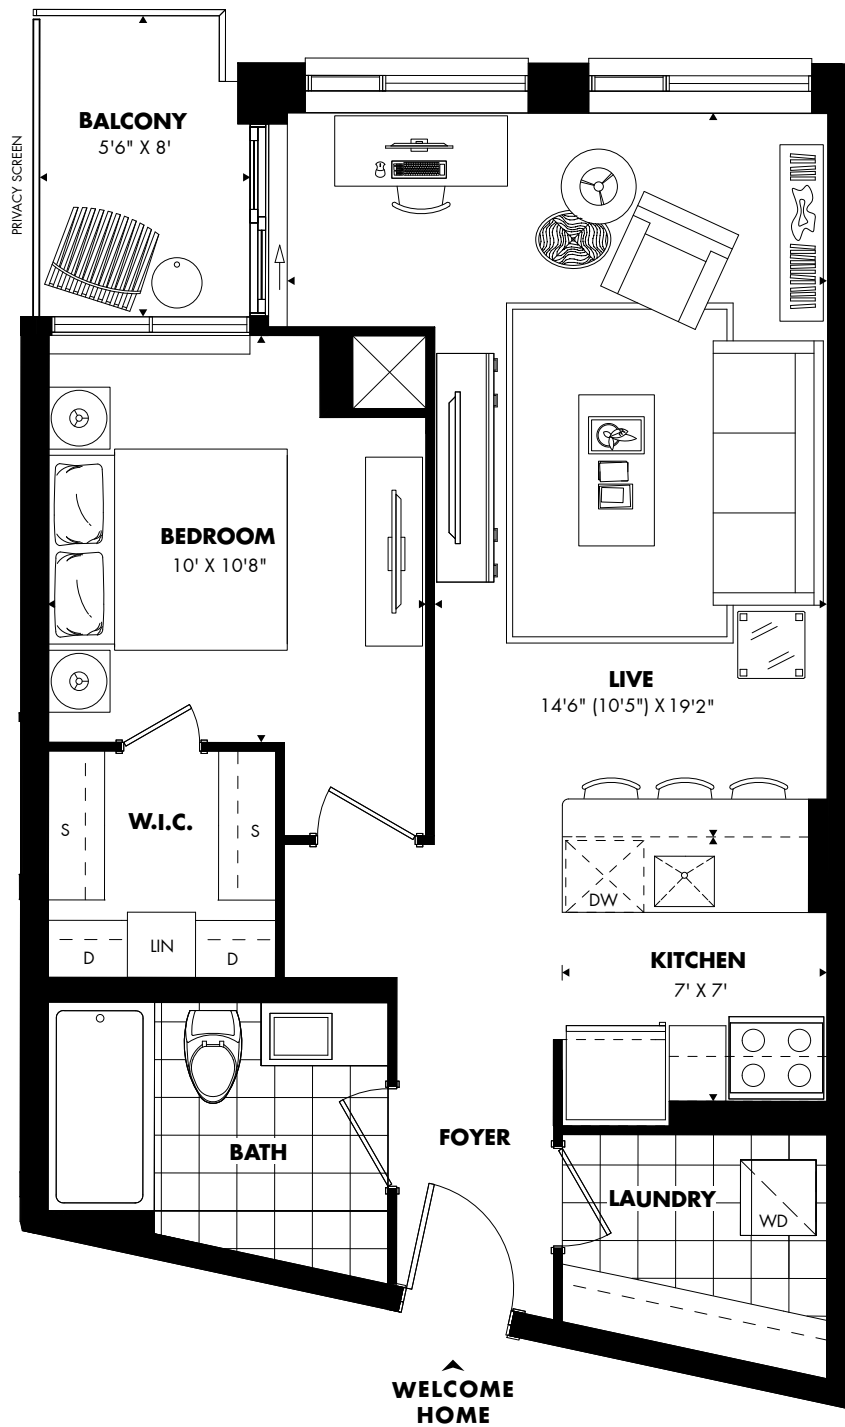 BALCONY
5'6" X 8'
PRIVACY SCREEN
BEDROOM
10' X 10'8"
LIVE
14'6" (10'5") X 19'2"
W.I.C.
S
S
DW
LIN
D
D
KITCHEN
7' X 7'
FOYER
BATH
LAUNDRY
WD
WELCOME
HOME